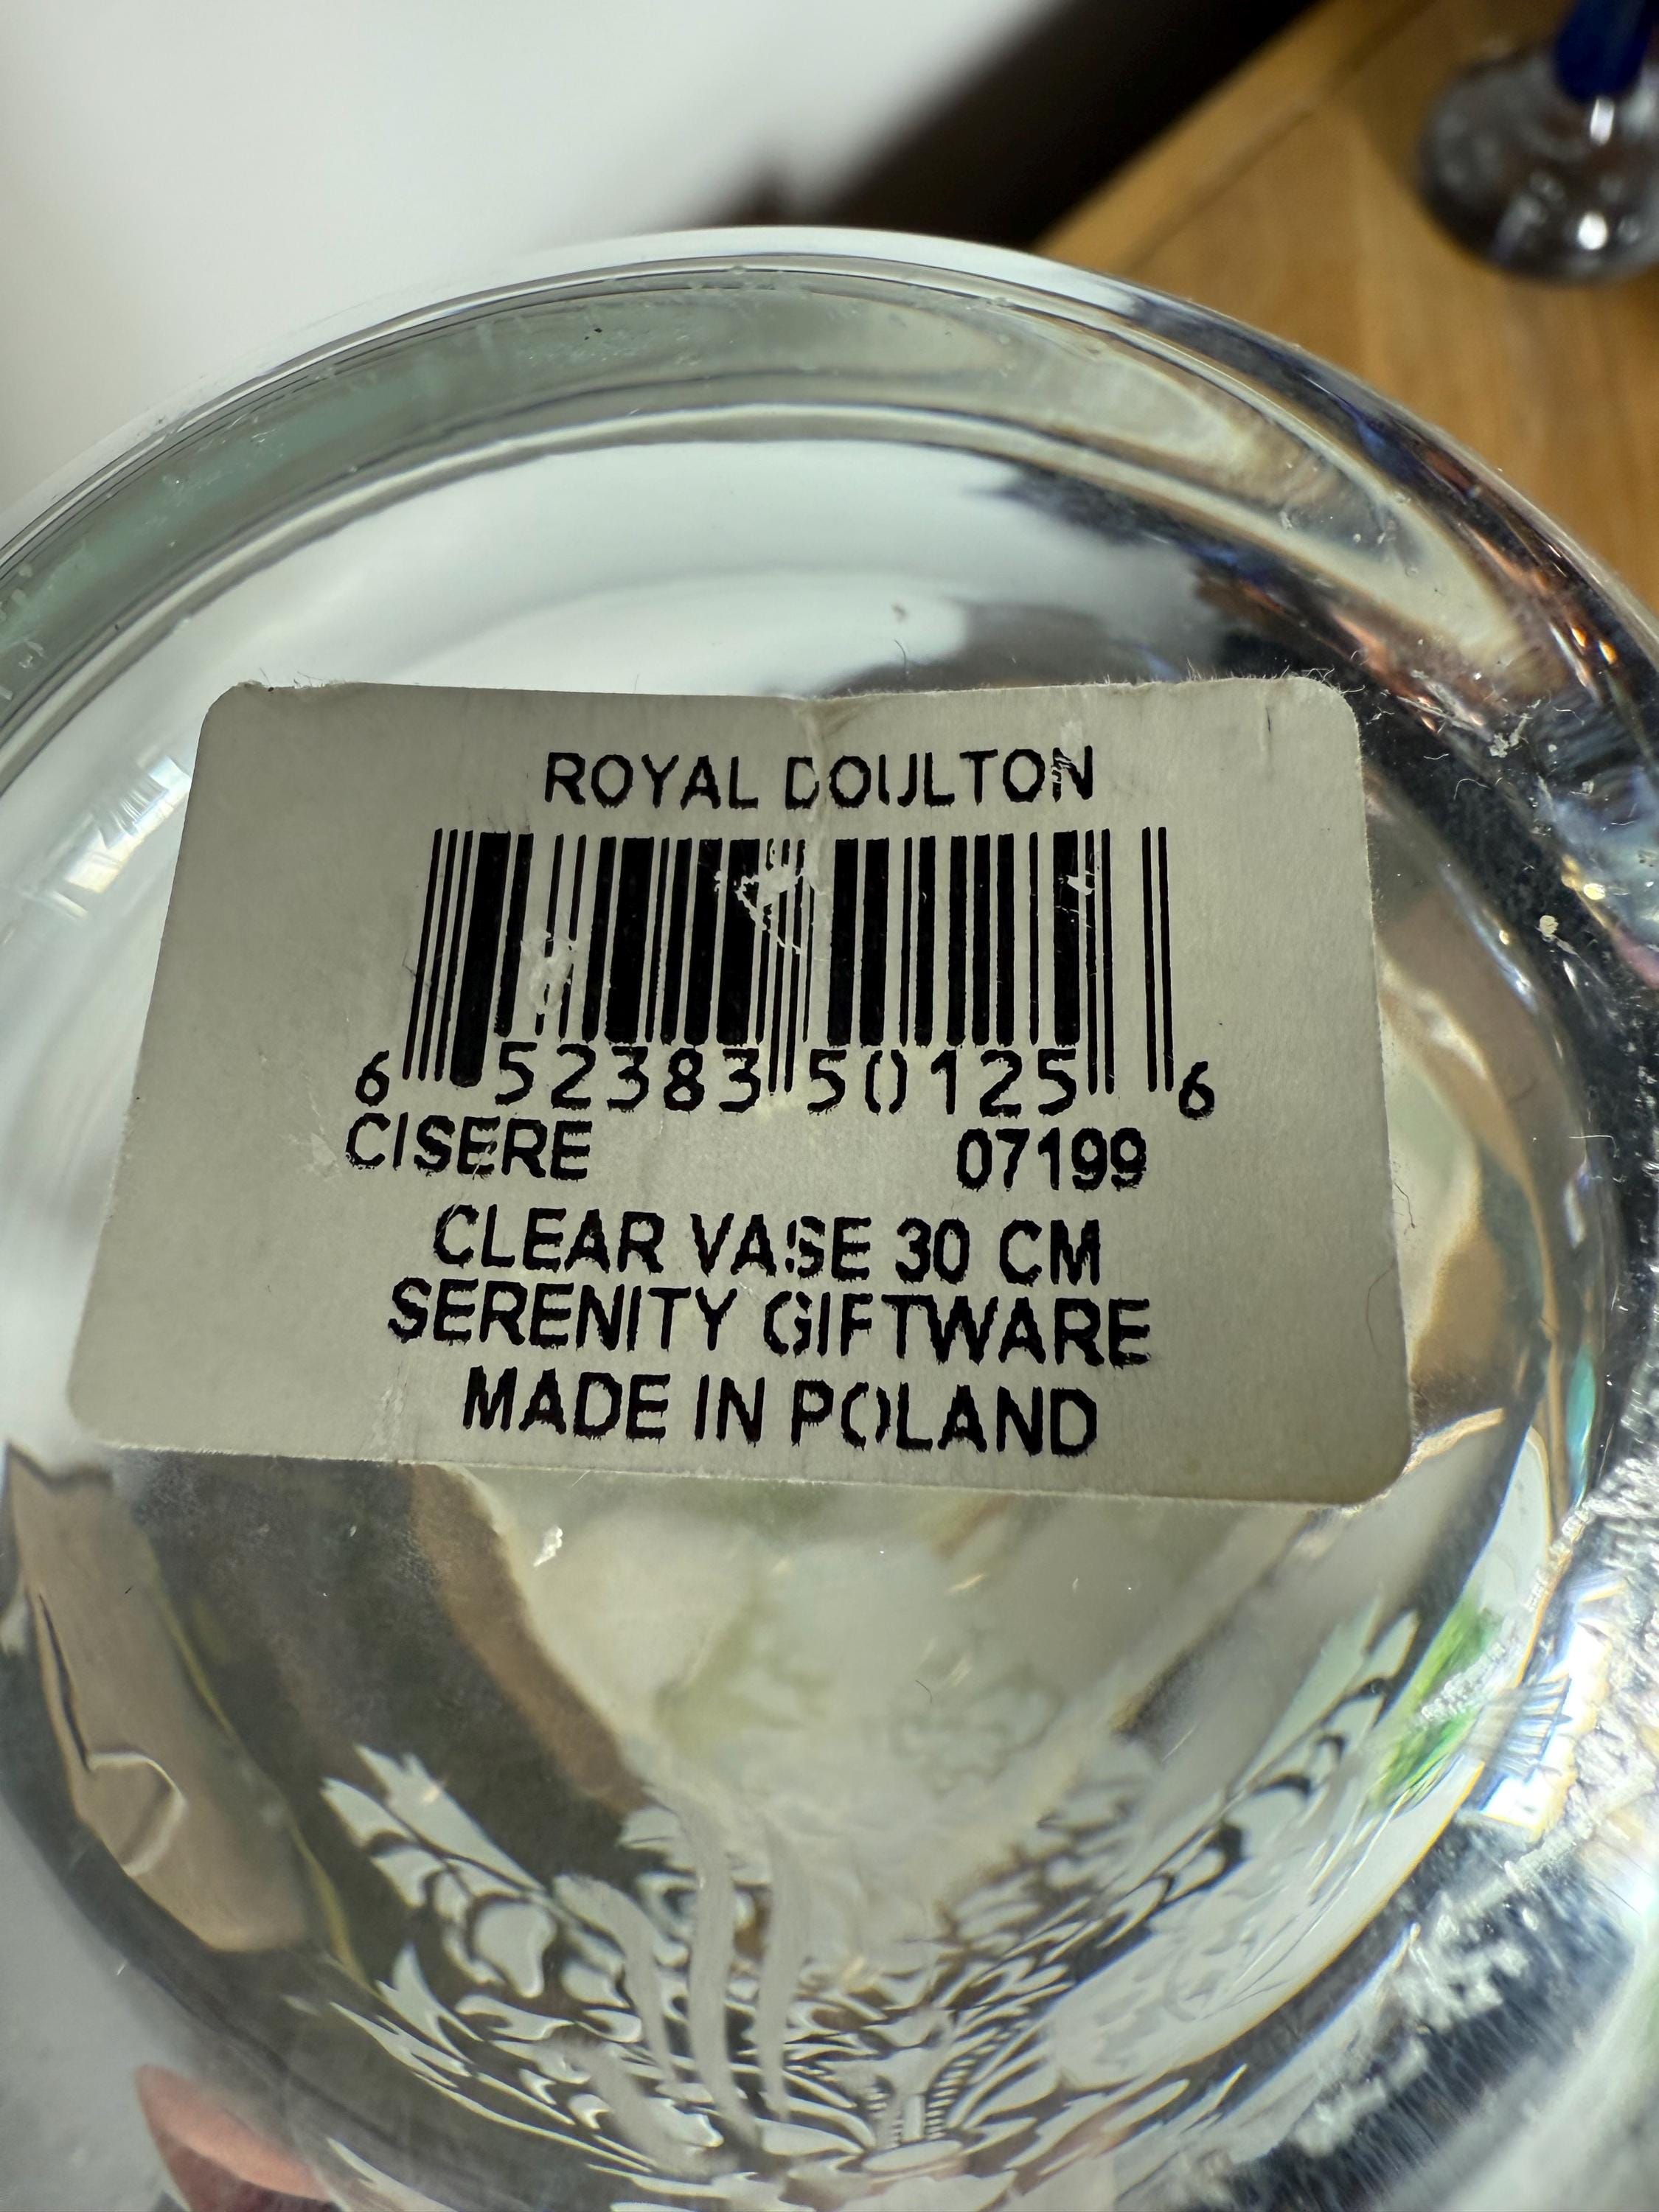 ROYAL DOULTON
6 52383 50125 6
CISERE 07199
CLEAR VASE 30 CM
SERENITY GIFTWARE
MADE IN POLAND